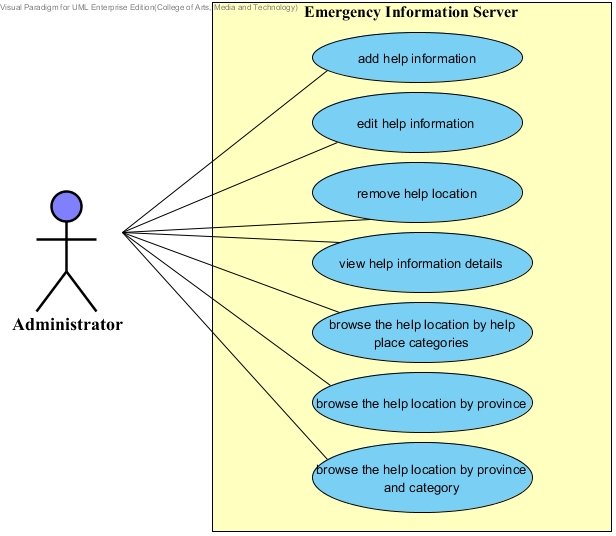 Visual Paradigm for UML Enterprise Edition(College of Arts, Media and Technology)
Emergency Information Server
add help information
edit help information
remove help location
view help information details
browse the help location by help
place categories
browse the help location by province
browse the help location by province
and category
Administrator